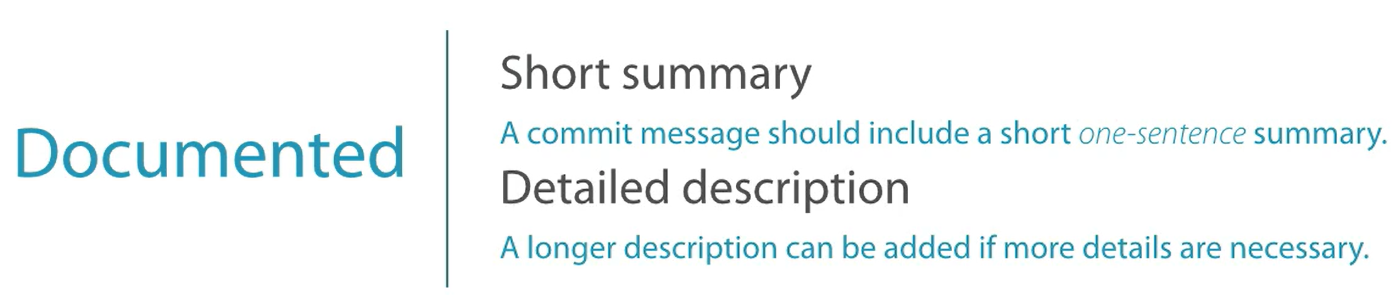 Documented
Short summary
A commit message should include a short one-sentence summary.
Detailed description
A longer description can be added if more details are necessary.